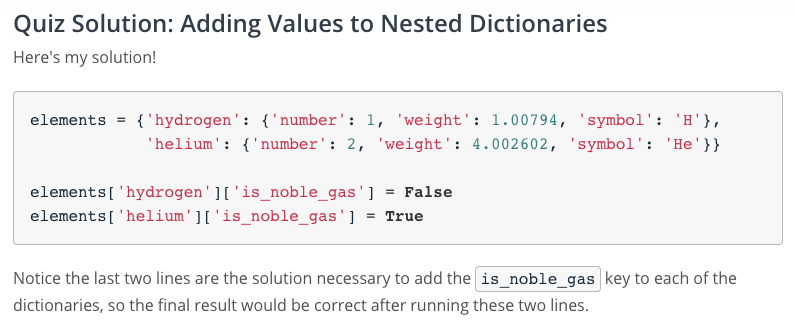 Quiz Solution: Adding Values to Nested Dictionaries
Here's my solution!
elements = {'hydrogen': {'number': 1, 'weight': 1.00794, 'symbol': 'H'},
            'helium': {'number': 2, 'weight': 4.002602, 'symbol': 'He'}}
elements['hydrogen']['is_noble_gas'] = False
elements['helium']['is_noble_gas'] = True
Notice the last two lines are the solution necessary to add the is_noble_gas key to each of the
dictionaries, so the final result would be correct after running these two lines.